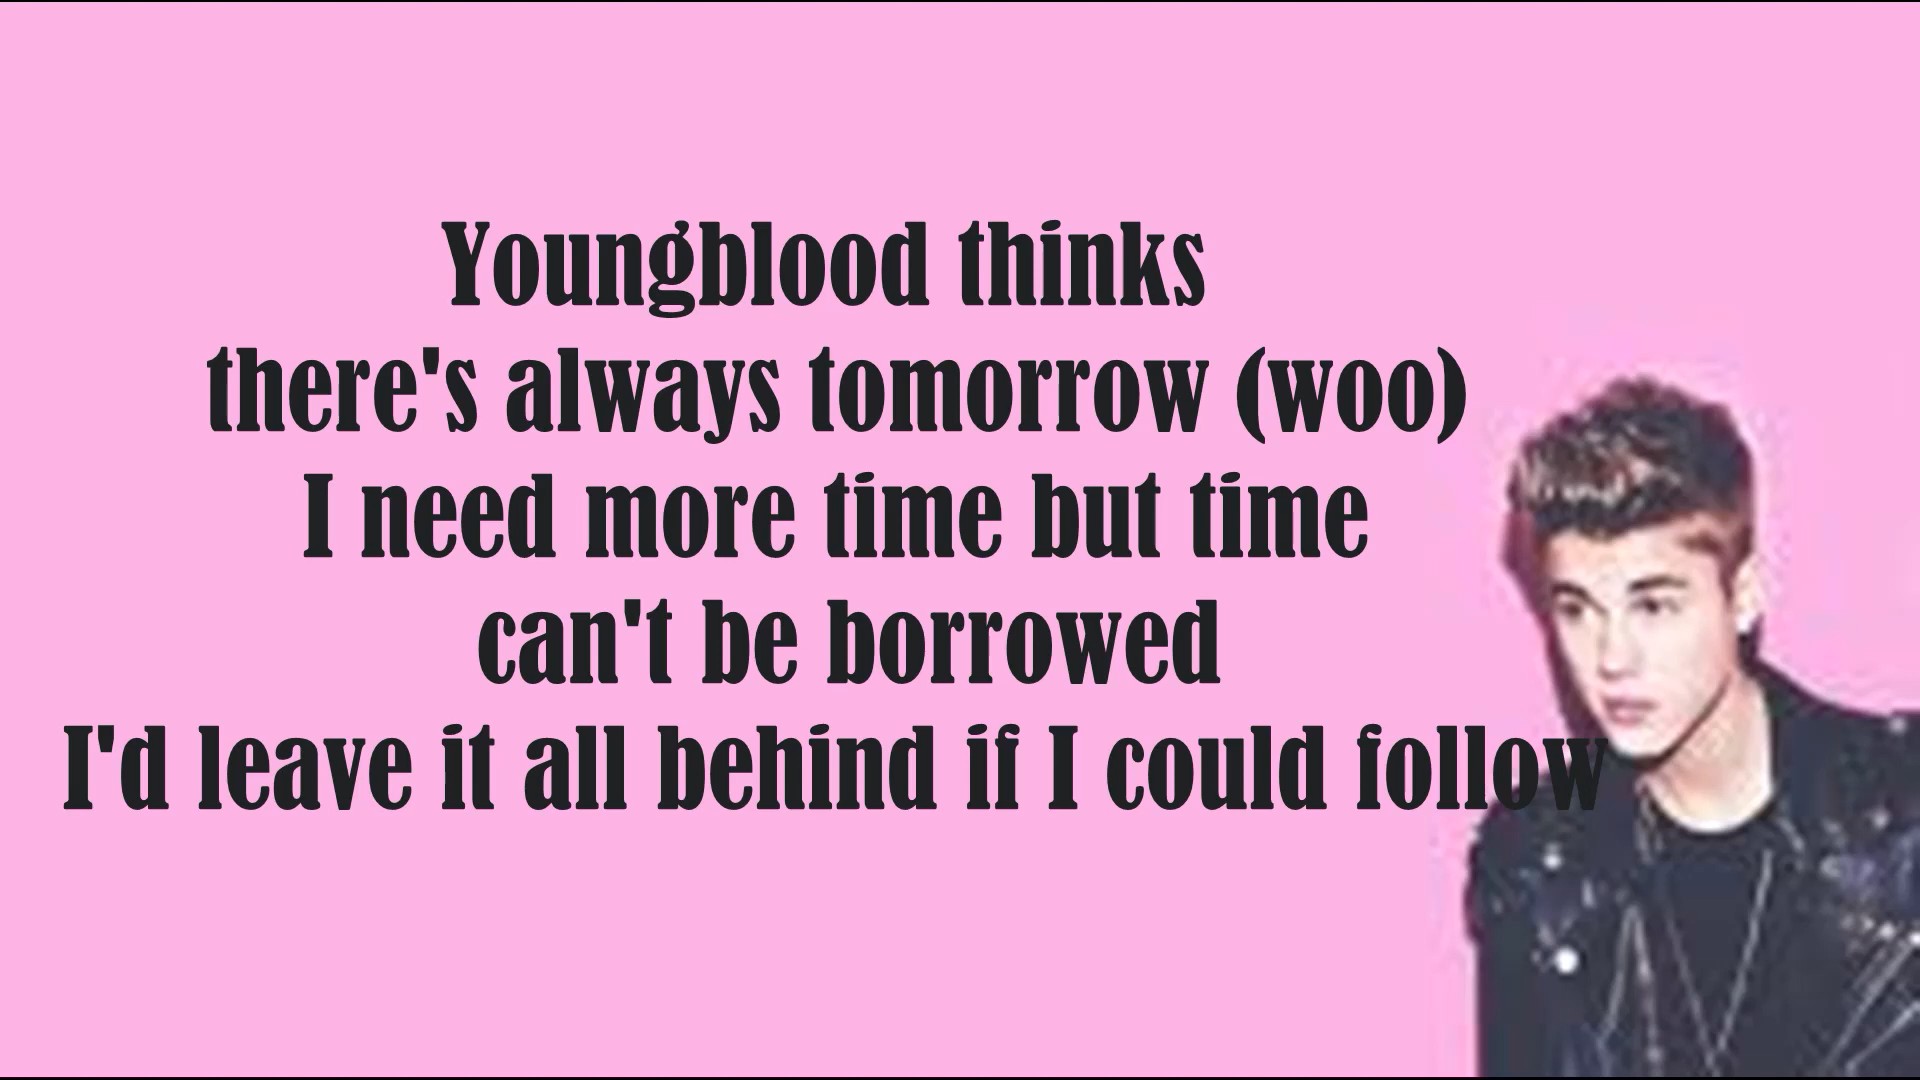 Youngblood thinks
there's always tomorrow (woo)
I need more time but time
can't be borrowed
I'd leave it all behind if I could follow